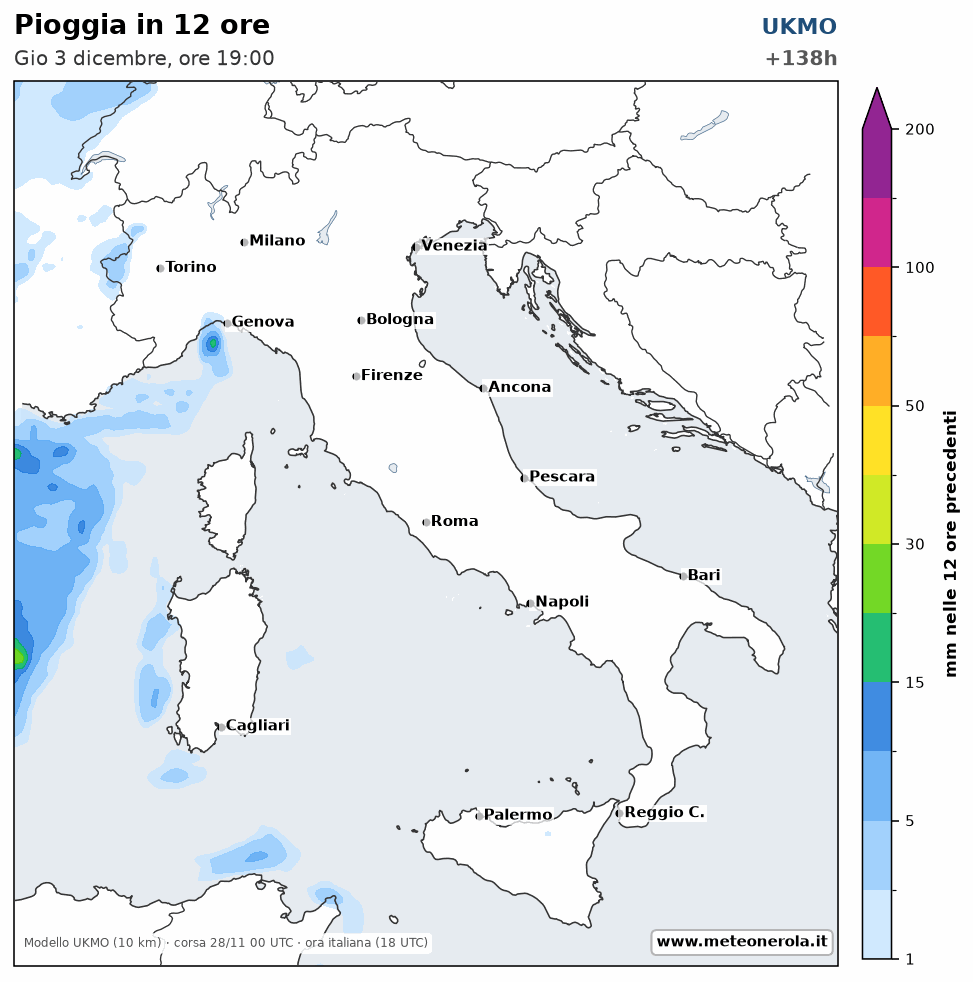 Pioggia in 12 ore
UKMO
Gio 3 dicembre, ore 19:00
+138h
200
100
50
30
15
5
1
mm nelle 12 ore precedenti
Milano
Venezia
Torino
Genova
Bologna
Firenze
Ancona
Pescara
Roma
Bari
Napoli
Cagliari
Palermo
Reggio C.
Modello UKMO (10 km) · corsa 28/11 00 UTC · ora italiana (18 UTC)
www.meteonerola.it